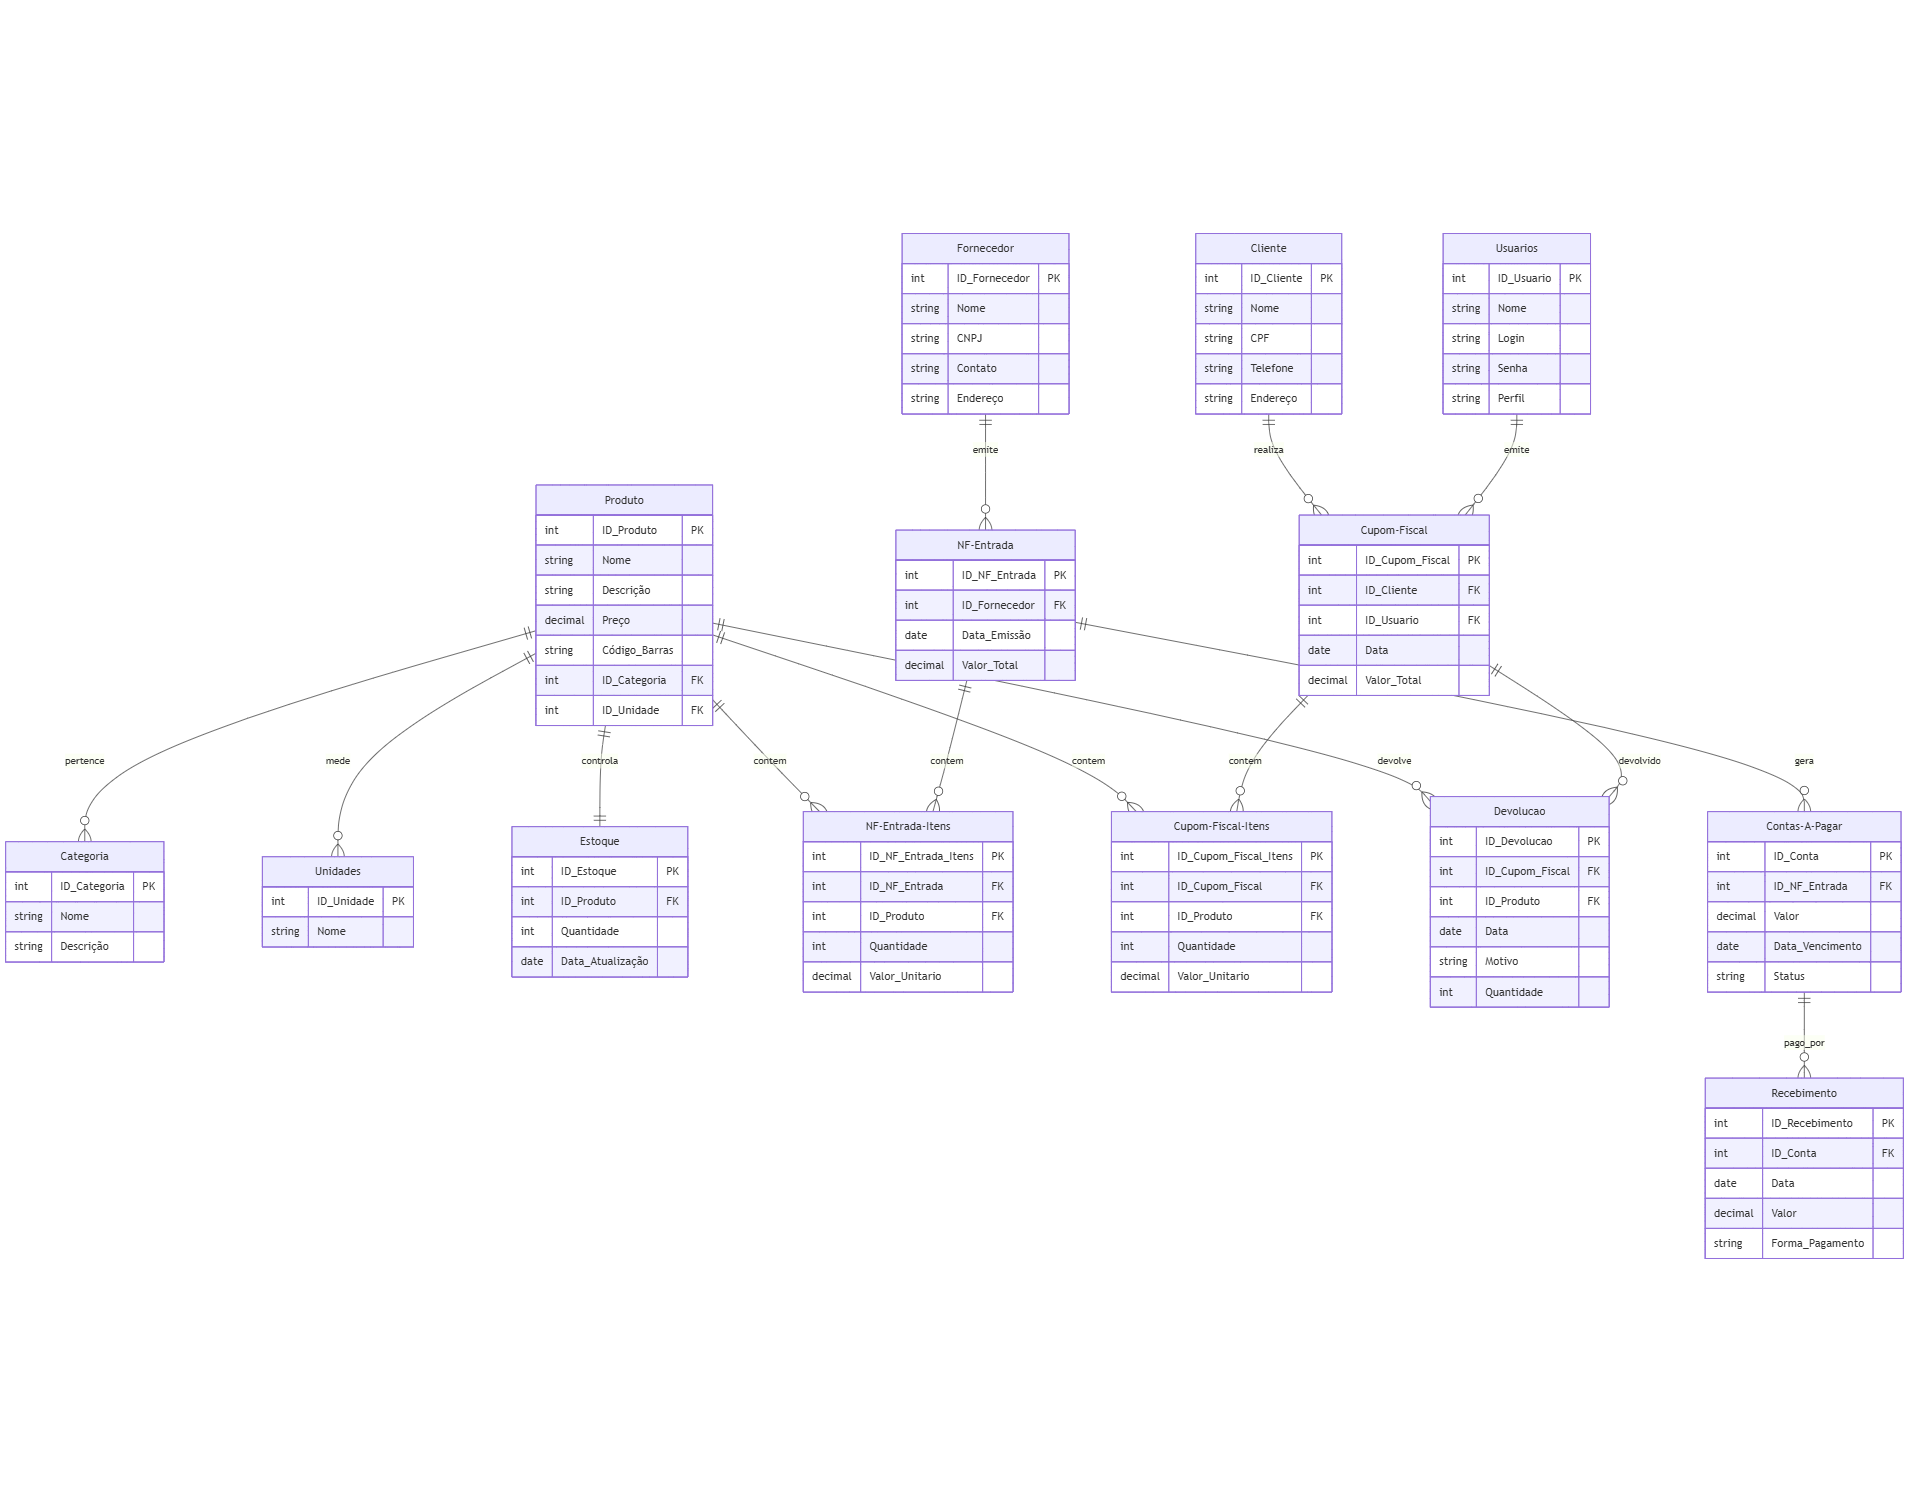 Fornecedor
int ID_Fornecedor PK
string Nome
string CNPJ
string Contato
string Endereço
Cliente
int ID_Cliente PK
string Nome
string CPF
string Telefone
string Endereço
Usuarios
int ID_Usuario PK
string Nome
string Login
string Senha
string Perfil
emite
realiza
emite
Produto
int ID_Produto PK
string Nome
string Descrição
decimal Preço
string Código_Barras
int ID_Categoria FK
int ID_Unidade FK
NF-Entrada
int ID_NF_Entrada PK
int ID_Fornecedor FK
date Data_Emissão
decimal Valor_Total
Cupom-Fiscal
int ID_Cupom_Fiscal PK
int ID_Cliente FK
int ID_Usuario FK
date Data
decimal Valor_Total
pertence
mede
controla
contem
contem
contem
contem
devolve
devolvido
gera
Categoria
int ID_Categoria PK
string Nome
string Descrição
Unidades
int ID_Unidade PK
string Nome
Estoque
int ID_Estoque PK
int ID_Produto FK
int Quantidade
date Data_Atualização
NF-Entrada-Itens
int ID_NF_Entrada_Itens PK
int ID_NF_Entrada FK
int ID_Produto FK
int Quantidade
decimal Valor_Unitario
Cupom-Fiscal-Itens
int ID_Cupom_Fiscal_Itens PK
int ID_Cupom_Fiscal FK
int ID_Produto FK
int Quantidade
decimal Valor_Unitario
Devolucao
int ID_Devolucao PK
int ID_Cupom_Fiscal FK
int ID_Produto FK
date Data
string Motivo
int Quantidade
Contas-A-Pagar
int ID_Conta PK
int ID_NF_Entrada FK
decimal Valor
date Data_Vencimento
string Status
pago_por
Recebimento
int ID_Recebimento PK
int ID_Conta FK
date Data
decimal Valor
string Forma_Pagamento